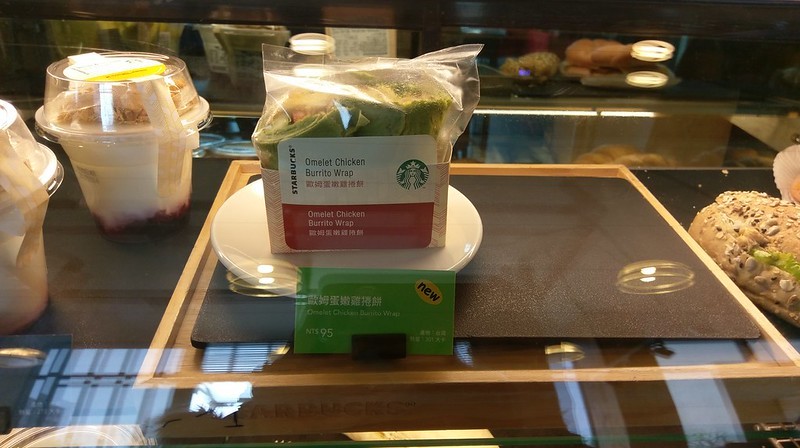 STARBUCKS®
Omelet Chicken
Burrito Wrap
歐姆蛋嫩雞捲餅
Omelet Chicken
Burrito Wrap
歐姆蛋嫩雞捲餅
new
歐姆蛋嫩雞捲餅
Omelet Chicken Burrito Wrap
NT$ 95
STARBUCKS